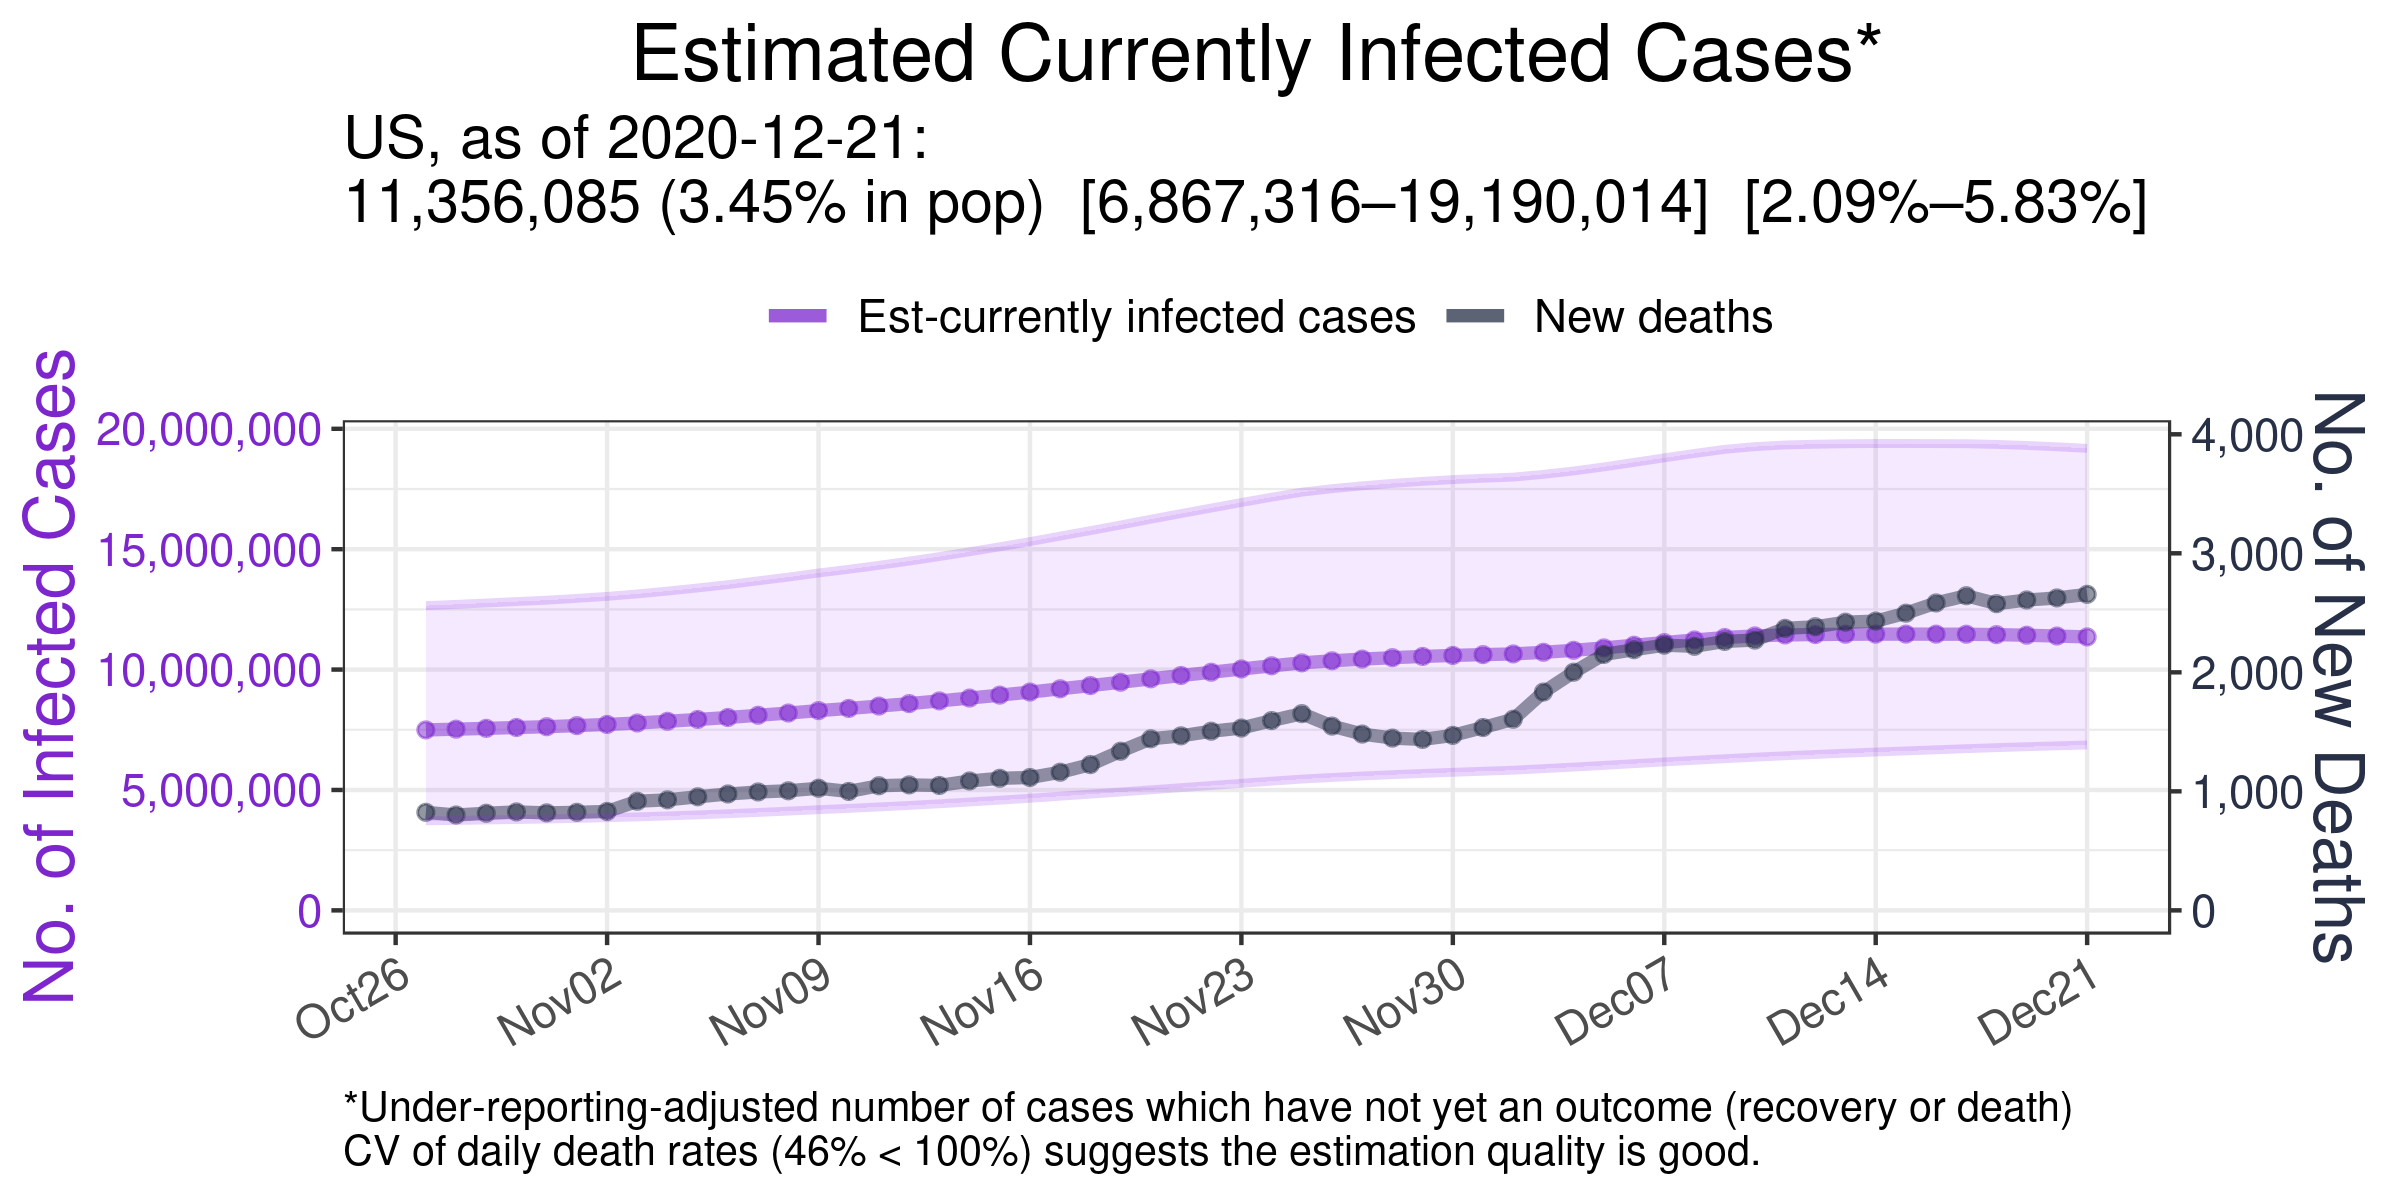 Estimated Currently Infected Cases*
US, as of 2020-12-21:
11,356,085 (3.45% in pop)  [6,867,316–19,190,014]  [2.09%–5.83%]
Est-currently infected cases
New deaths
No. of Infected Cases
20,000,000
15,000,000
10,000,000
5,000,000
0
4,000
3,000
2,000
1,000
0
No. of New Deaths
Oct26
Nov02
Nov09
Nov16
Nov23
Nov30
Dec07
Dec14
Dec21
*Under-reporting-adjusted number of cases which have not yet an outcome (recovery or death)
CV of daily death rates (46% < 100%) suggests the estimation quality is good.